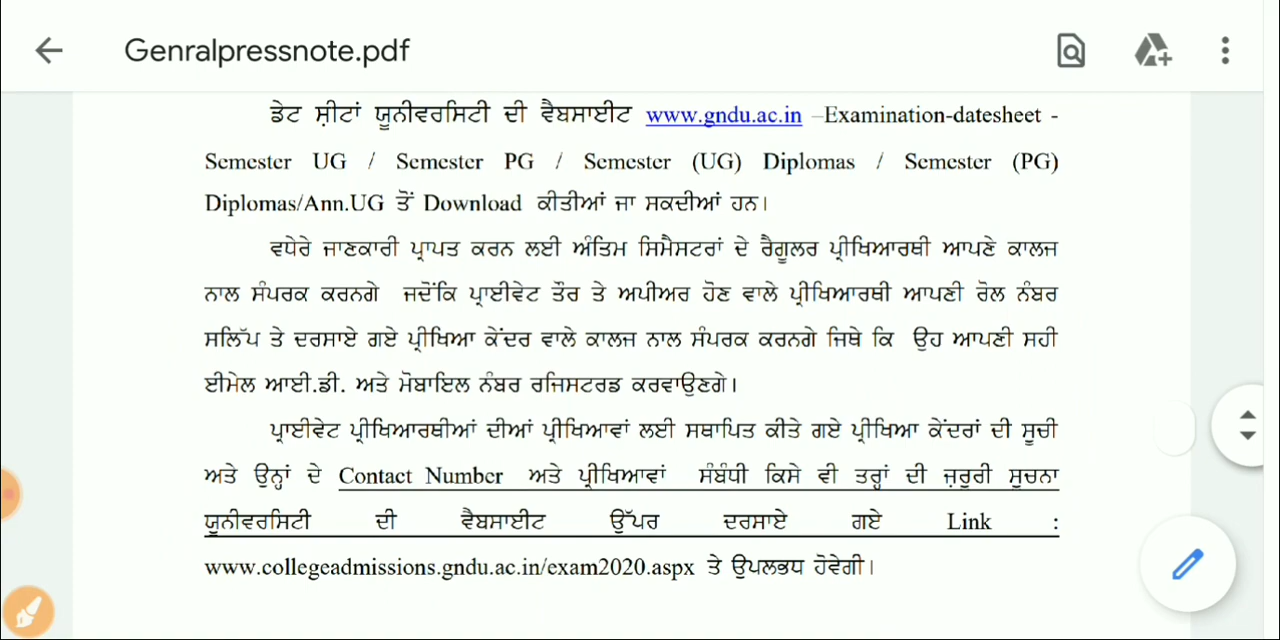 Genralpressnote.pdf
ਡੇਟ ਸ਼ੀਟਾਂ ਯੂਨੀਵਰਸਿਟੀ ਦੀ ਵੈਬਸਾਈਟ www.gndu.ac.in –Examination-datesheet -
Semester UG / Semester PG / Semester (UG) Diplomas / Semester (PG)
Diplomas/Ann.UG ਤੋਂ Download ਕੀਤੀਆਂ ਜਾ ਸਕਦੀਆਂ ਹਨ।
ਵਧੇਰੇ ਜਾਣਕਾਰੀ ਪ੍ਰਾਪਤ ਕਰਨ ਲਈ ਅੰਤਿਮ ਸਿਮੈਸਟਰਾਂ ਦੇ ਰੈਗੂਲਰ ਪ੍ਰੀਖਿਆਰਥੀ ਆਪਣੇ ਕਾਲਜ
ਨਾਲ ਸੰਪਰਕ ਕਰਨਗੇ ਜਦੋਂਕਿ ਪ੍ਰਾਈਵੇਟ ਤੌਰ ਤੇ ਅਪੀਅਰ ਹੋਣ ਵਾਲੇ ਪ੍ਰੀਖਿਆਰਥੀ ਆਪਣੀ ਰੋਲ ਨੰਬਰ
ਸਲਿੱਪ ਤੇ ਦਰਸਾਏ ਗਏ ਪ੍ਰੀਖਿਆ ਕੇਂਦਰ ਵਾਲੇ ਕਾਲਜ ਨਾਲ ਸੰਪਰਕ ਕਰਨਗੇ ਜਿਥੇ ਕਿ ਉਹ ਆਪਣੀ ਸਹੀ
ਈਮੇਲ ਆਈ.ਡੀ. ਅਤੇ ਮੋਬਾਇਲ ਨੰਬਰ ਰਜਿਸਟਰਡ ਕਰਵਾਉਣਗੇ।
ਪ੍ਰਾਈਵੇਟ ਪ੍ਰੀਖਿਆਰਥੀਆਂ ਦੀਆਂ ਪ੍ਰੀਖਿਆਵਾਂ ਲਈ ਸਥਾਪਿਤ ਕੀਤੇ ਗਏ ਪ੍ਰੀਖਿਆ ਕੇਂਦਰਾਂ ਦੀ ਸੂਚੀ
ਅਤੇ ਉਨ੍ਹਾਂ ਦੇ Contact Number ਅਤੇ ਪ੍ਰੀਖਿਆਵਾਂ ਸੰਬੰਧੀ ਕਿਸੇ ਵੀ ਤਰ੍ਹਾਂ ਦੀ ਜ਼ਰੂਰੀ ਸੂਚਨਾ
ਯੂਨੀਵਰਸਿਟੀ ਦੀ ਵੈਬਸਾਈਟ ਉੱਪਰ ਦਰਸਾਏ ਗਏ Link :
www.collegeadmissions.gndu.ac.in/exam2020.aspx ਤੇ ਉਪਲਭਧ ਹੋਵੇਗੀ।